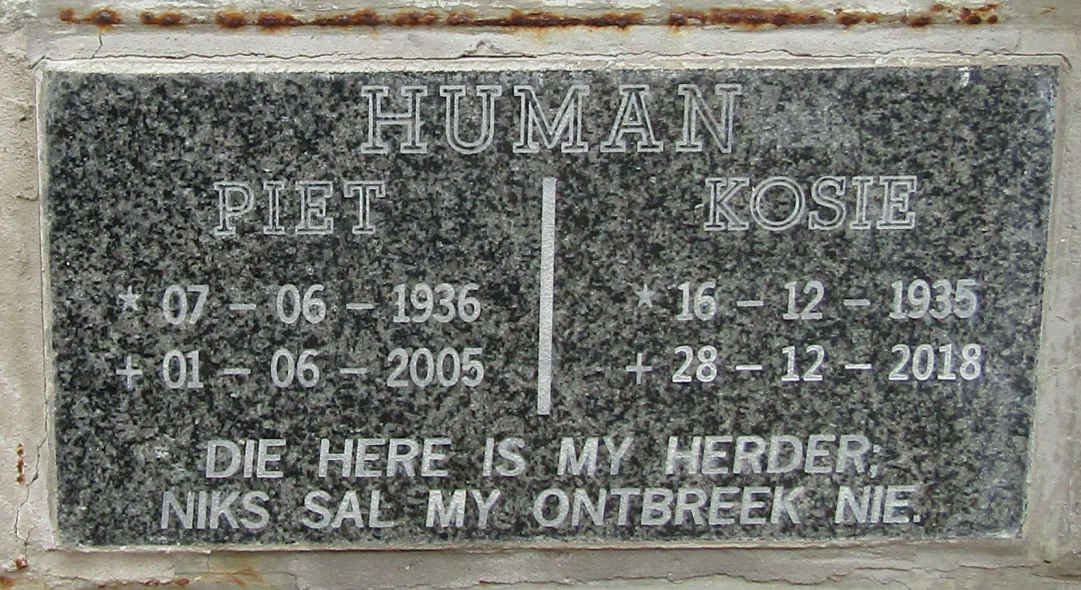 HUMAN
PIET
* 07 - 06 - 1936
+ 01 - 06 - 2005
KOSIE
* 16 - 12 - 1935
+ 28 - 12 - 2018
DIE HERE IS MY HERDER;
NIKS SAL MY ONTBREEK NIE.